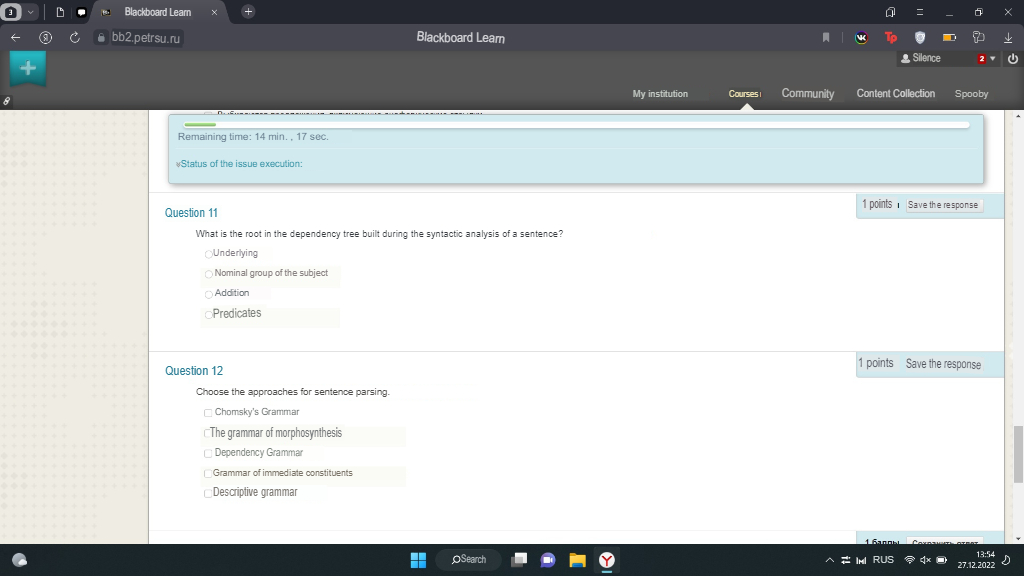 3
Blackboard Learn
bb2.petrsu.ru
Blackboard Learn
Silence
2
My institution
Courses
Community
Content Collection
Spooby
Remaining time: 14 min. , 17 sec.
Status of the issue execution:
Question 11
1 points
Save the response
What is the root in the dependency tree built during the syntactic analysis of a sentence?
Underlying
Nominal group of the subject
Addition
Predicates
Question 12
1 points
Save the response
Choose the approaches for sentence parsing.
Chomsky's Grammar
The grammar of morphosynthesis
Dependency Grammar
Grammar of immediate constituents
Descriptive grammar
1 баллы
Сохранить ответ
Search
RUS
13:54
27.12.2022